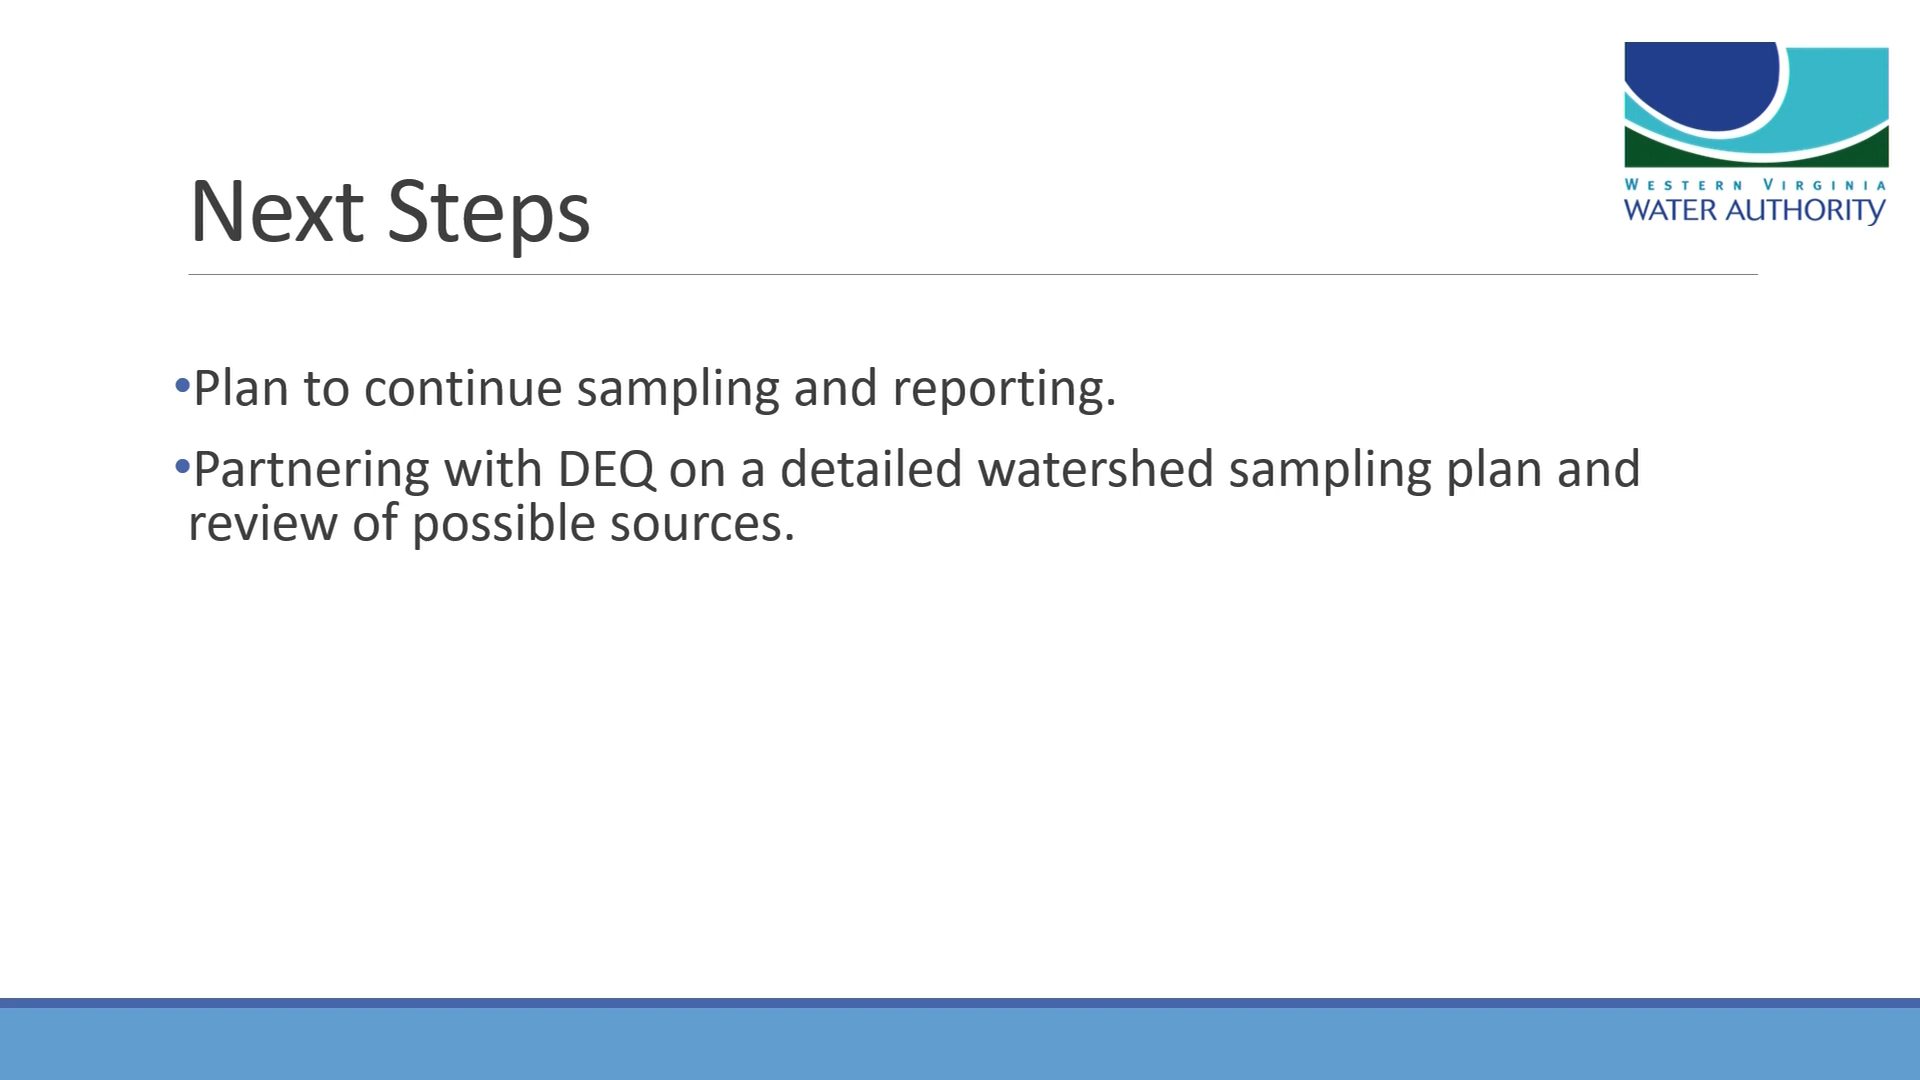 WESTERN VIRGINIA
WATER AUTHORITY
Next Steps
•Plan to continue sampling and reporting.
•Partnering with DEQ on a detailed watershed sampling plan and
review of possible sources.